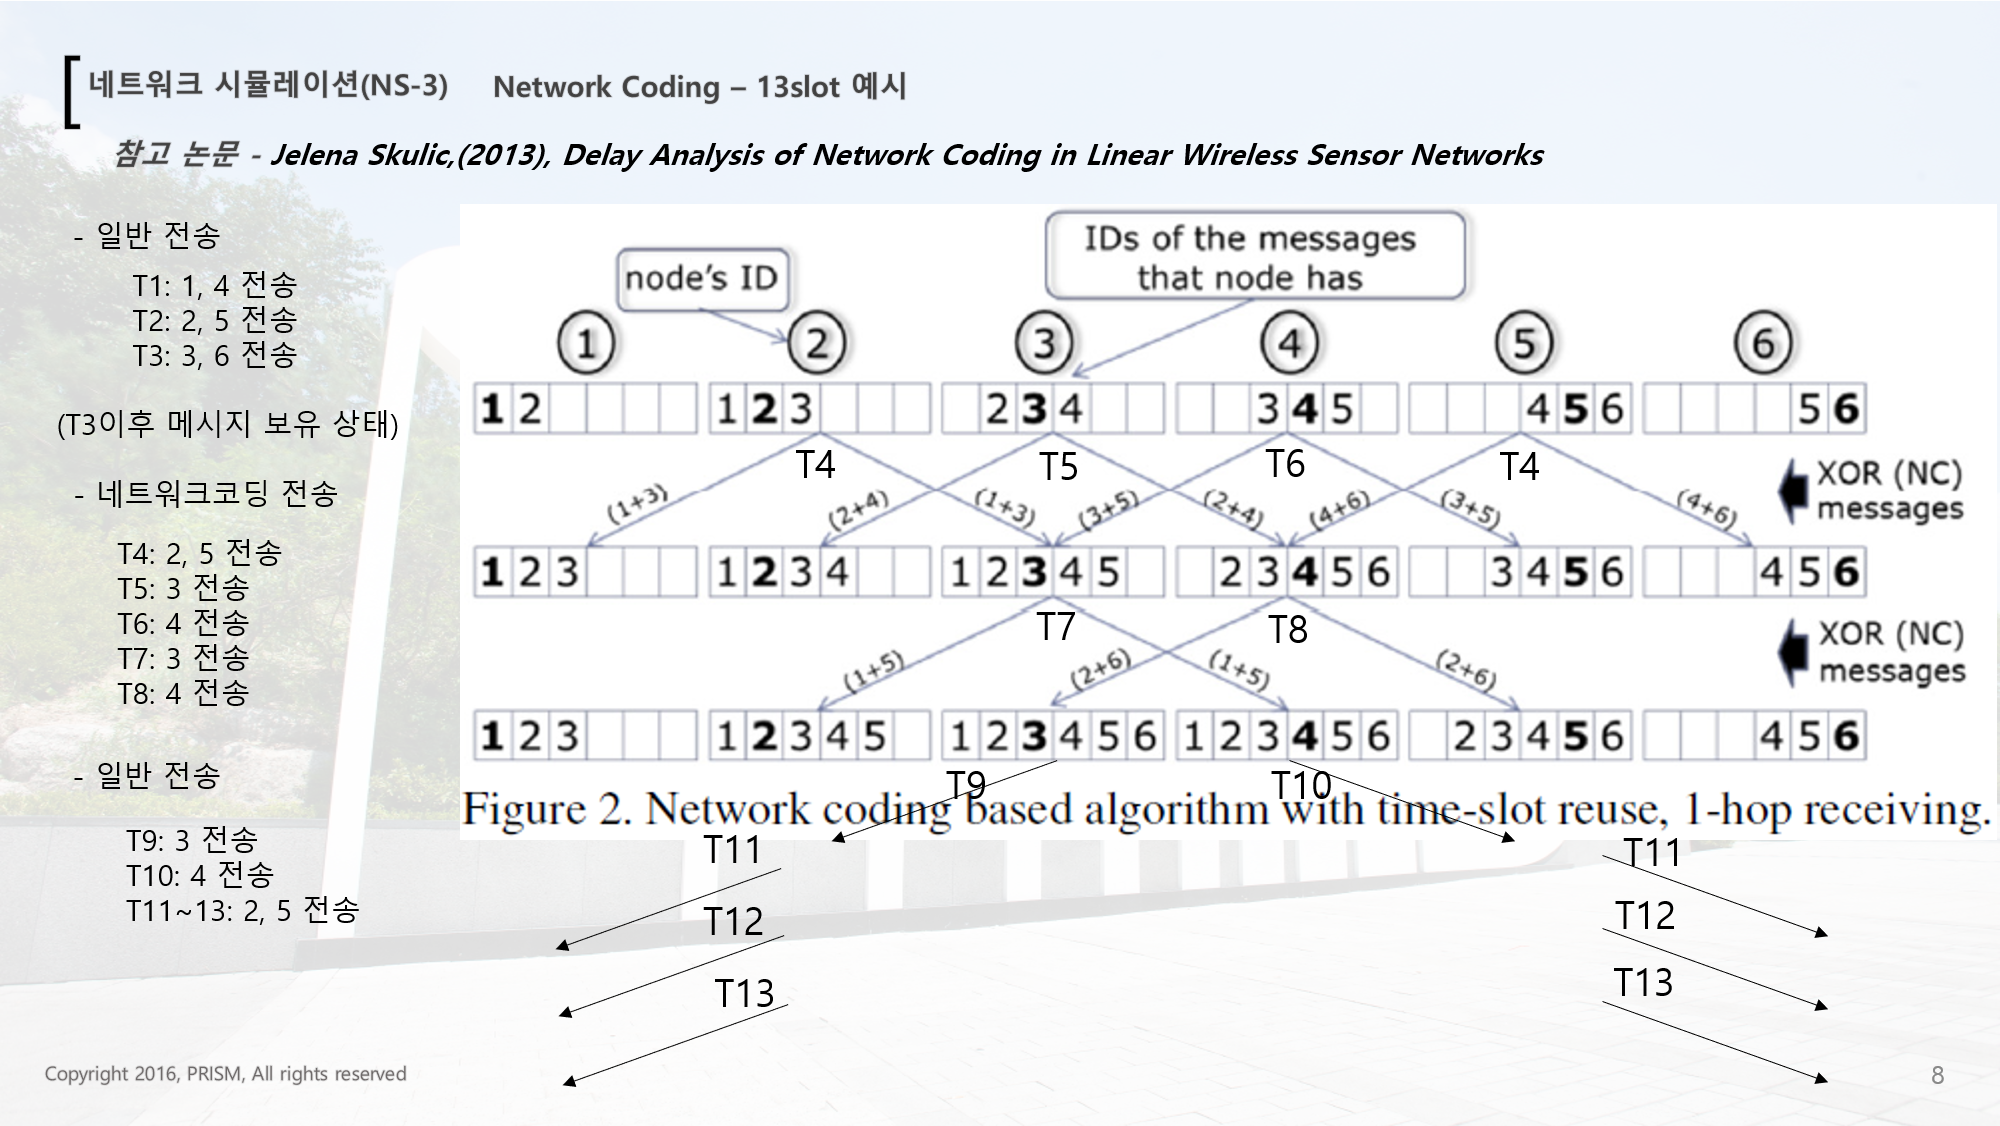 네트워크 시뮬레이션(NS-3) Network Coding – 13slot 예시
참고 논문 - Jelena Skulic,(2013), Delay Analysis of Network Coding in Linear Wireless Sensor Networks
- 일반 전송
T1: 1, 4 전송
T2: 2, 5 전송
T3: 3, 6 전송
(T3이후 메시지 보유 상태)
- 네트워크코딩 전송
T4: 2, 5 전송
T5: 3 전송
T6: 4 전송
T7: 3 전송
T8: 4 전송
- 일반 전송
T9: 3 전송
T10: 4 전송
T11~13: 2, 5 전송
node's ID
IDs of the messages
that node has
1 2 3 4 5 6
1 2 1 2 3 2 3 4 3 4 5 4 5 6 5 6
T4 T5 T6 T4
(1+3) (2+4) (1+3) (3+5) (2+4) (4+6) (3+5) (4+6)
XOR (NC)
messages
1 2 3 1 2 3 4 1 2 3 4 5 2 3 4 5 6 3 4 5 6 4 5 6
T7 T8
(1+5) (2+6) (1+5) (2+6)
XOR (NC)
messages
1 2 3 1 2 3 4 5 1 2 3 4 5 6 1 2 3 4 5 6 2 3 4 5 6 4 5 6
T9 T10
Figure 2. Network coding based algorithm with time-slot reuse, 1-hop receiving.
T11 T11
T12 T12
T13 T13
Copyright 2016, PRISM, All rights reserved
8